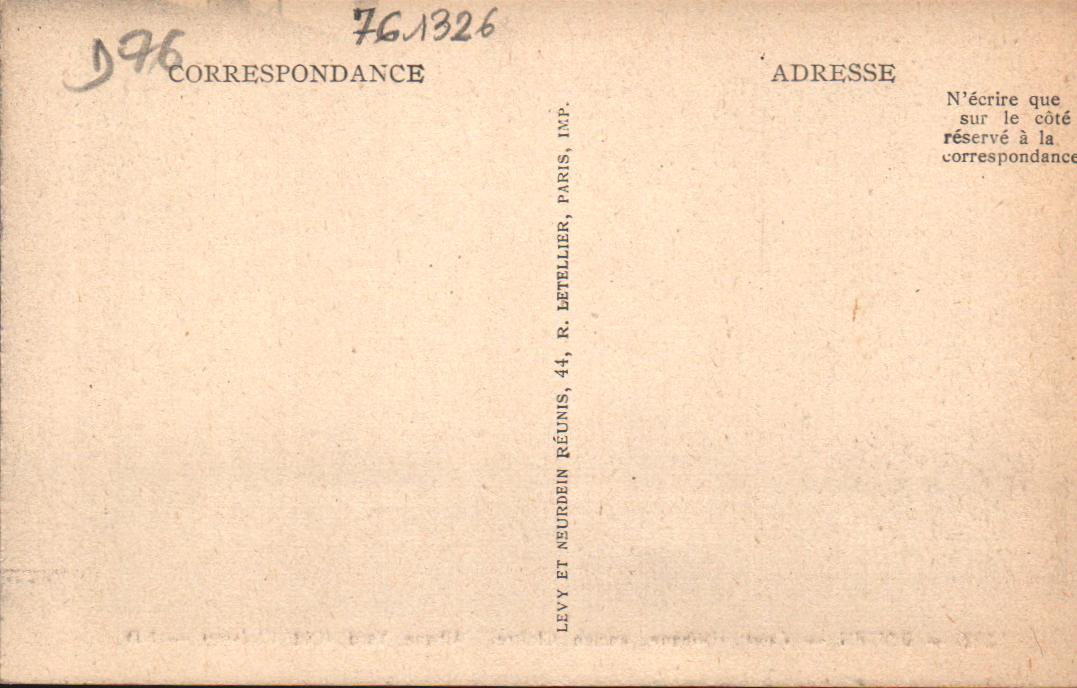 761326
D76
CORRESPONDANCE
ADRESSE
N'écrire que
sur le côté
réservé à la
correspondance
LEVY ET NEURDEIN RÉUNIS, 44, R. LETELLIER, PARIS, IMP.